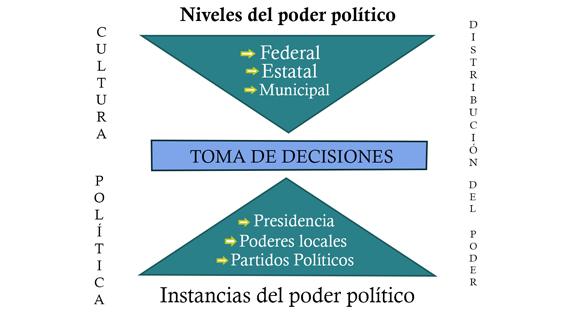 Niveles del poder político
CULTURA POLÍTICA
Federal
Estatal
Municipal
TOMA DE DECISIONES
Presidencia
Poderes locales
Partidos Políticos
Instancias del poder político
DISTRIBUCIÓN DEL PODER